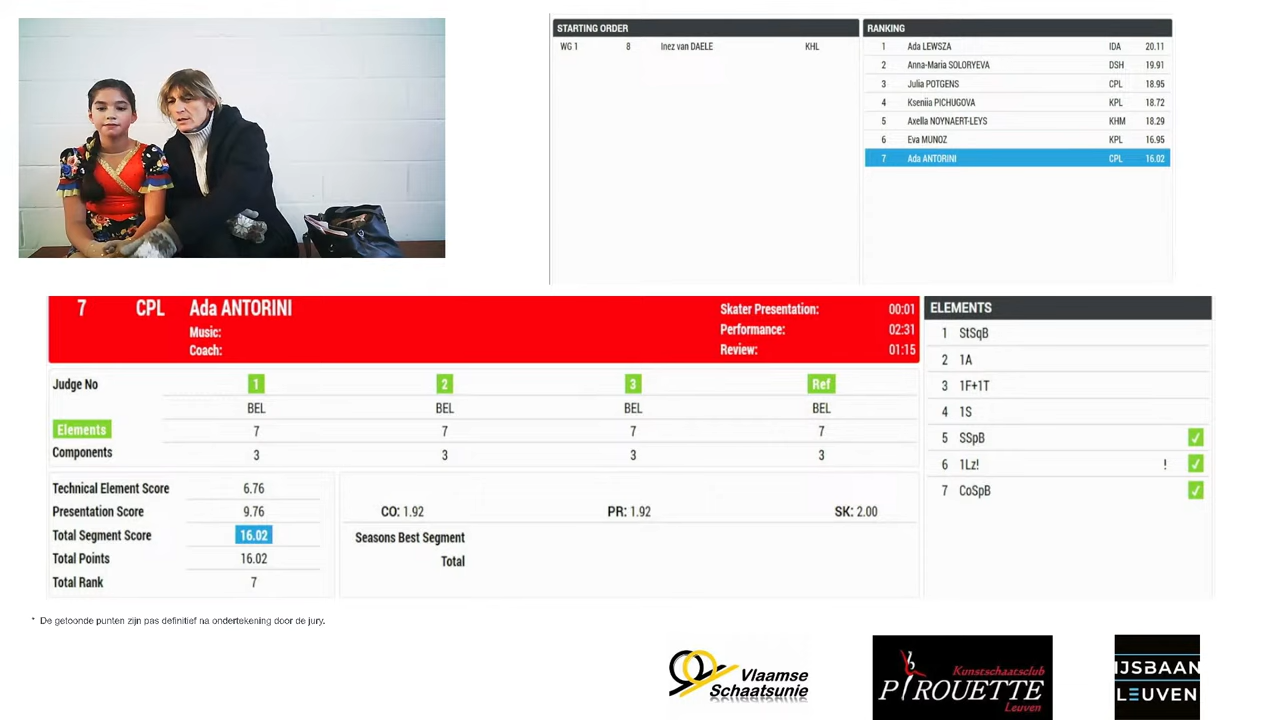 STARTING ORDER
WG 1 8 Inez van DAELE KHL
RANKING
1 Ada LEWSZA IDA 20.11
2 Anna-Maria SOLORYEVA DSH 19.91
3 Julia POTGENS CPL 18.95
4 Kseniia PICHUGOVA KPL 18.72
5 Axella NOYNAERT-LEYS KHM 18.29
6 Eva MUNOZ KPL 16.95
7 Ada ANTORINI CPL 16.02
7 CPL Ada ANTORINI
Music:
Coach:
Skater Presentation: 00:01
Performance: 02:31
Review: 01:15
Judge No 1 2 3 Ref
BEL BEL BEL BEL
Elements 7 7 7 7
Components 3 3 3 3
Technical Element Score 6.76
Presentation Score 9.76
Total Segment Score 16.02
Total Points 16.02
Total Rank 7
CO: 1.92 PR: 1.92 SK: 2.00
Seasons Best Segment
Total
ELEMENTS
1 StSqB
2 1A
3 1F+1T
4 1S
5 SSpB
6 1Lz! !
7 CoSpB
* De getoonde punten zijn pas definitief na ondertekening door de jury.
Vlaamse
Schaatsunie
Kunstschaatsclub
PIROUETTE
Leuven
IJSBAAN
LEUVEN